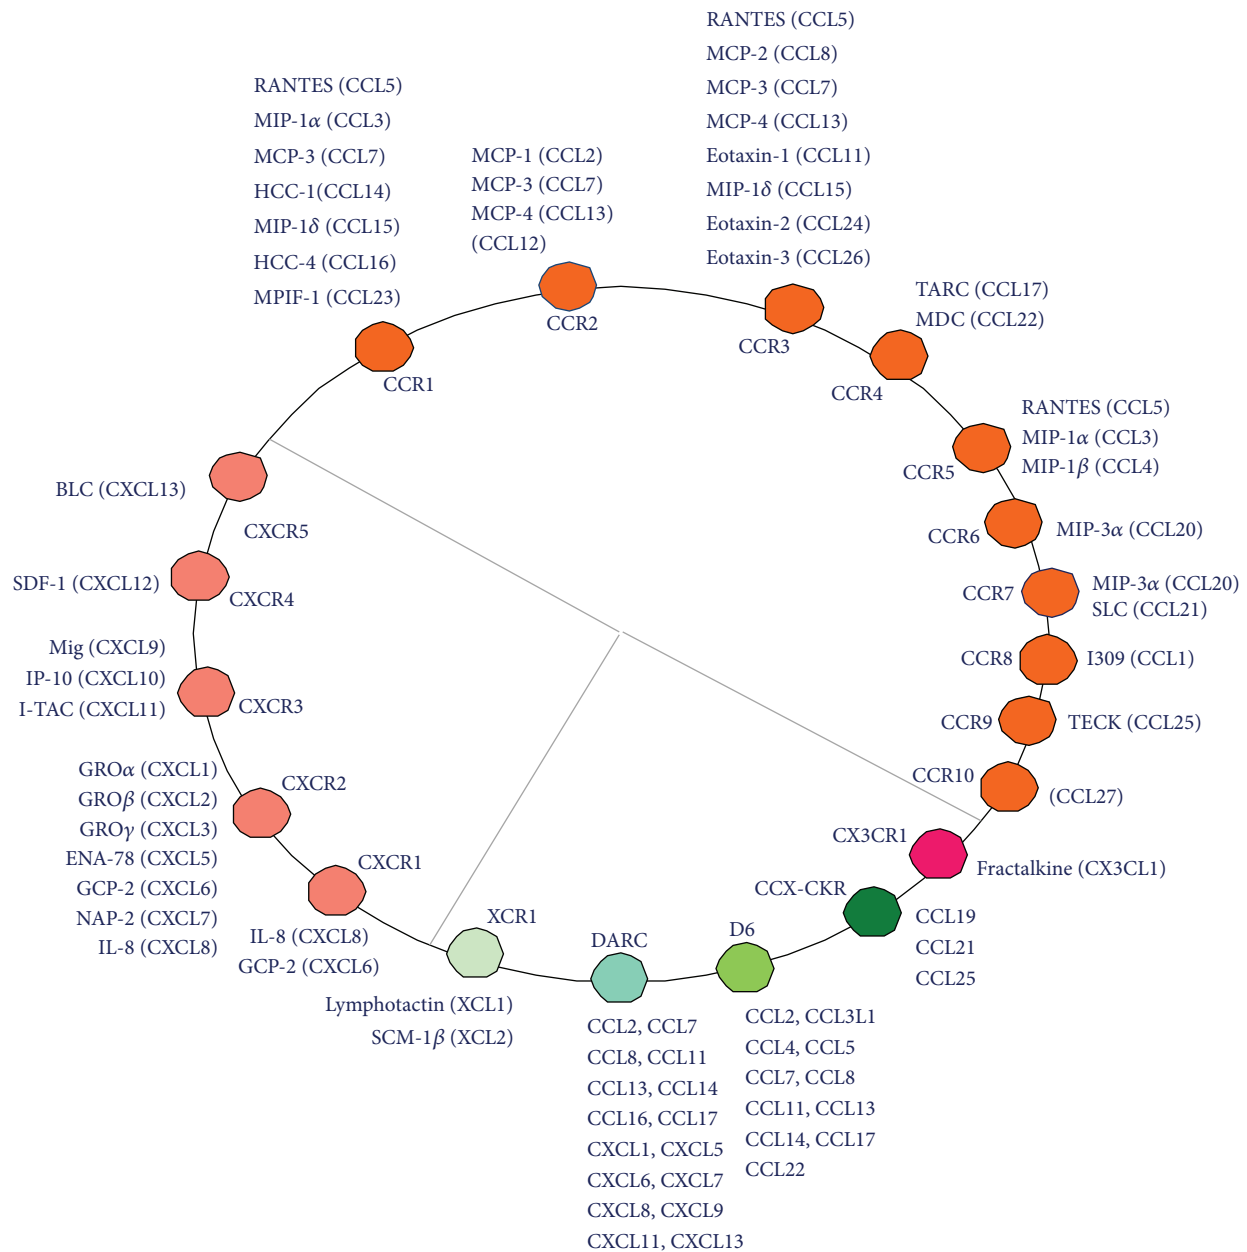 RANTES (CCL5)
MIP-1α (CCL3)
MCP-3 (CCL7)
HCC-1(CCL14)
MIP-1δ (CCL15)
HCC-4 (CCL16)
MPIF-1 (CCL23)
CCR1
MCP-1 (CCL2)
MCP-3 (CCL7)
MCP-4 (CCL13)
(CCL12)
CCR2
RANTES (CCL5)
MCP-2 (CCL8)
MCP-3 (CCL7)
MCP-4 (CCL13)
Eotaxin-1 (CCL11)
MIP-1δ (CCL15)
Eotaxin-2 (CCL24)
Eotaxin-3 (CCL26)
CCR3
TARC (CCL17)
MDC (CCL22)
CCR4
RANTES (CCL5)
MIP-1α (CCL3)
MIP-1β (CCL4)
CCR5
CCR6
MIP-3α (CCL20)
CCR7
MIP-3α (CCL20)
SLC (CCL21)
CCR8
I309 (CCL1)
CCR9
TECK (CCL25)
CCR10
(CCL27)
CX3CR1
Fractalkine (CX3CL1)
CCX-CKR
CCL19
CCL21
CCL25
D6
CCL2, CCL3L1
CCL4, CCL5
CCL7, CCL8
CCL11, CCL13
CCL14, CCL17
CCL22
DARC
CCL2, CCL7
CCL8, CCL11
CCL13, CCL14
CCL16, CCL17
CXCL1, CXCL5
CXCL6, CXCL7
CXCL8, CXCL9
CXCL11, CXCL13
XCR1
Lymphotactin (XCL1)
SCM-1β (XCL2)
CXCR1
IL-8 (CXCL8)
GCP-2 (CXCL6)
CXCR2
GROα (CXCL1)
GROβ (CXCL2)
GROγ (CXCL3)
ENA-78 (CXCL5)
GCP-2 (CXCL6)
NAP-2 (CXCL7)
IL-8 (CXCL8)
Mig (CXCL9)
IP-10 (CXCL10)
I-TAC (CXCL11)
CXCR3
SDF-1 (CXCL12)
CXCR4
BLC (CXCL13)
CXCR5